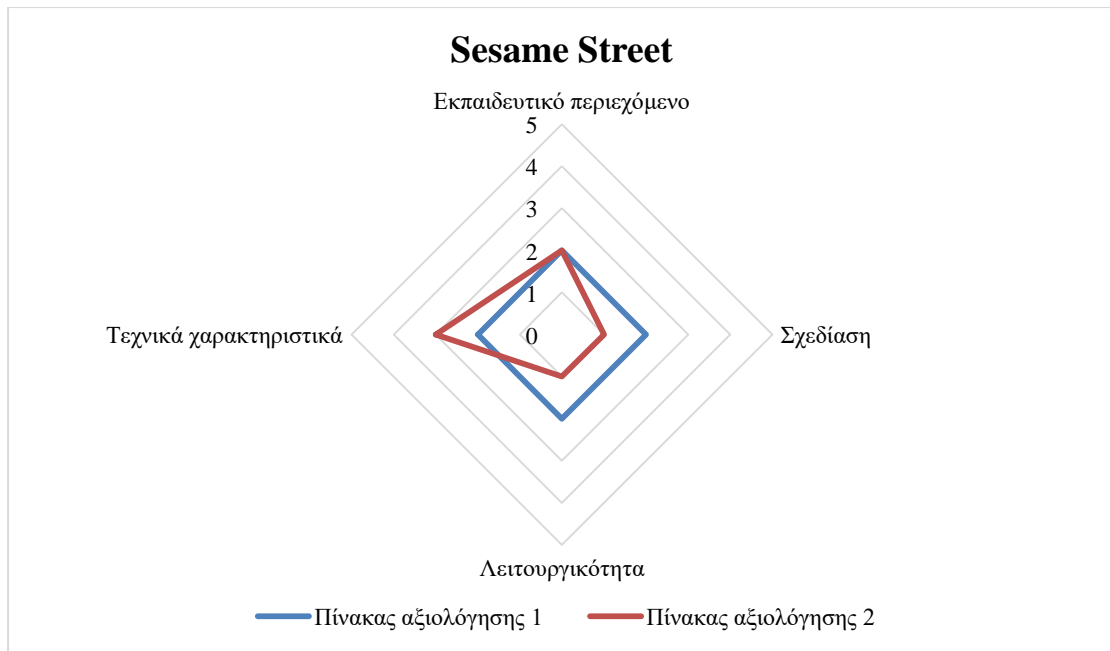 Sesame Street
Εκπαιδευτικό περιεχόμενο
5
4
3
2
1
0
Τεχνικά χαρακτηριστικά
Σχεδίαση
Λειτουργικότητα
Πίνακας αξιολόγησης 1
Πίνακας αξιολόγησης 2